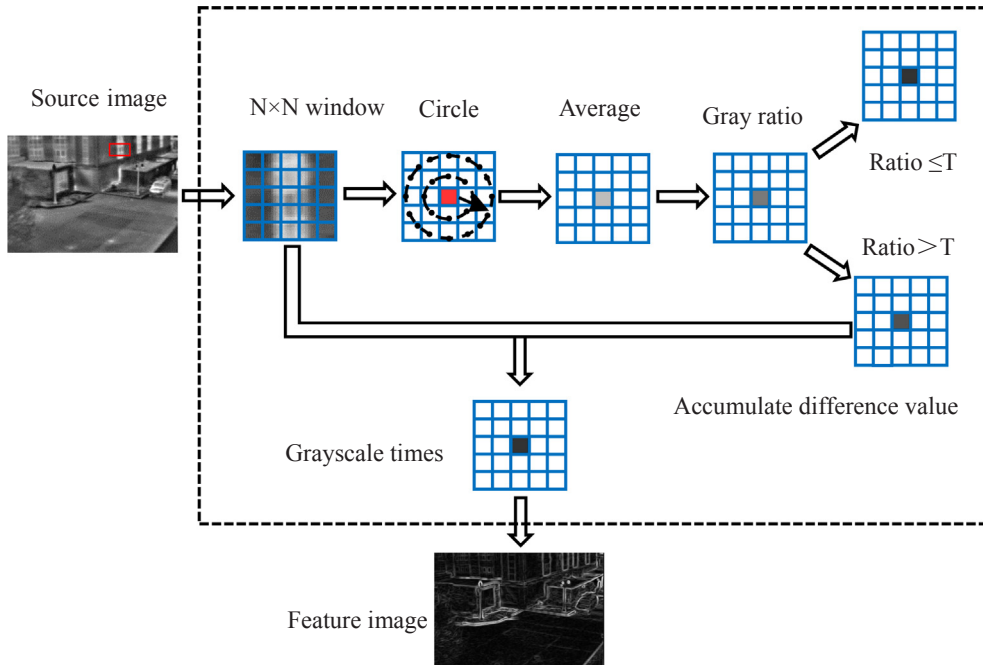 Source image
N×N window
Circle
Average
Gray ratio
Ratio ≤T
Ratio＞T
Accumulate difference value
Grayscale times
Feature image